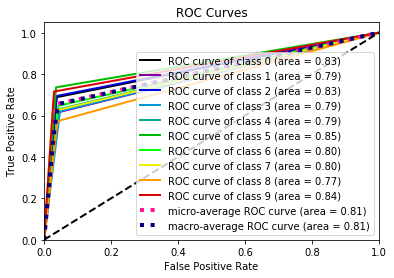 ROC Curves
True Positive Rate
1.0
0.8
0.6
0.4
0.2
0.0
ROC curve of class 0 (area = 0.83)
ROC curve of class 1 (area = 0.79)
ROC curve of class 2 (area = 0.83)
ROC curve of class 3 (area = 0.79)
ROC curve of class 4 (area = 0.79)
ROC curve of class 5 (area = 0.85)
ROC curve of class 6 (area = 0.80)
ROC curve of class 7 (area = 0.80)
ROC curve of class 8 (area = 0.77)
ROC curve of class 9 (area = 0.84)
micro-average ROC curve (area = 0.81)
macro-average ROC curve (area = 0.81)
0.0 0.2 0.4 0.6 0.8 1.0
False Positive Rate